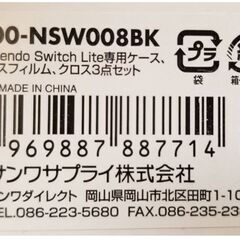 00-NSW008BK
endo Switch Lite専用ケース、
スフィルム、クロス3点セット
プラ
袋
箱
MADE IN CHINA
969887 887714
サンワサプライ株式会社
ンワダイレクト 岡山県岡山市北区田町1-10
TEL.086-223-5680 FAX.086-235-23